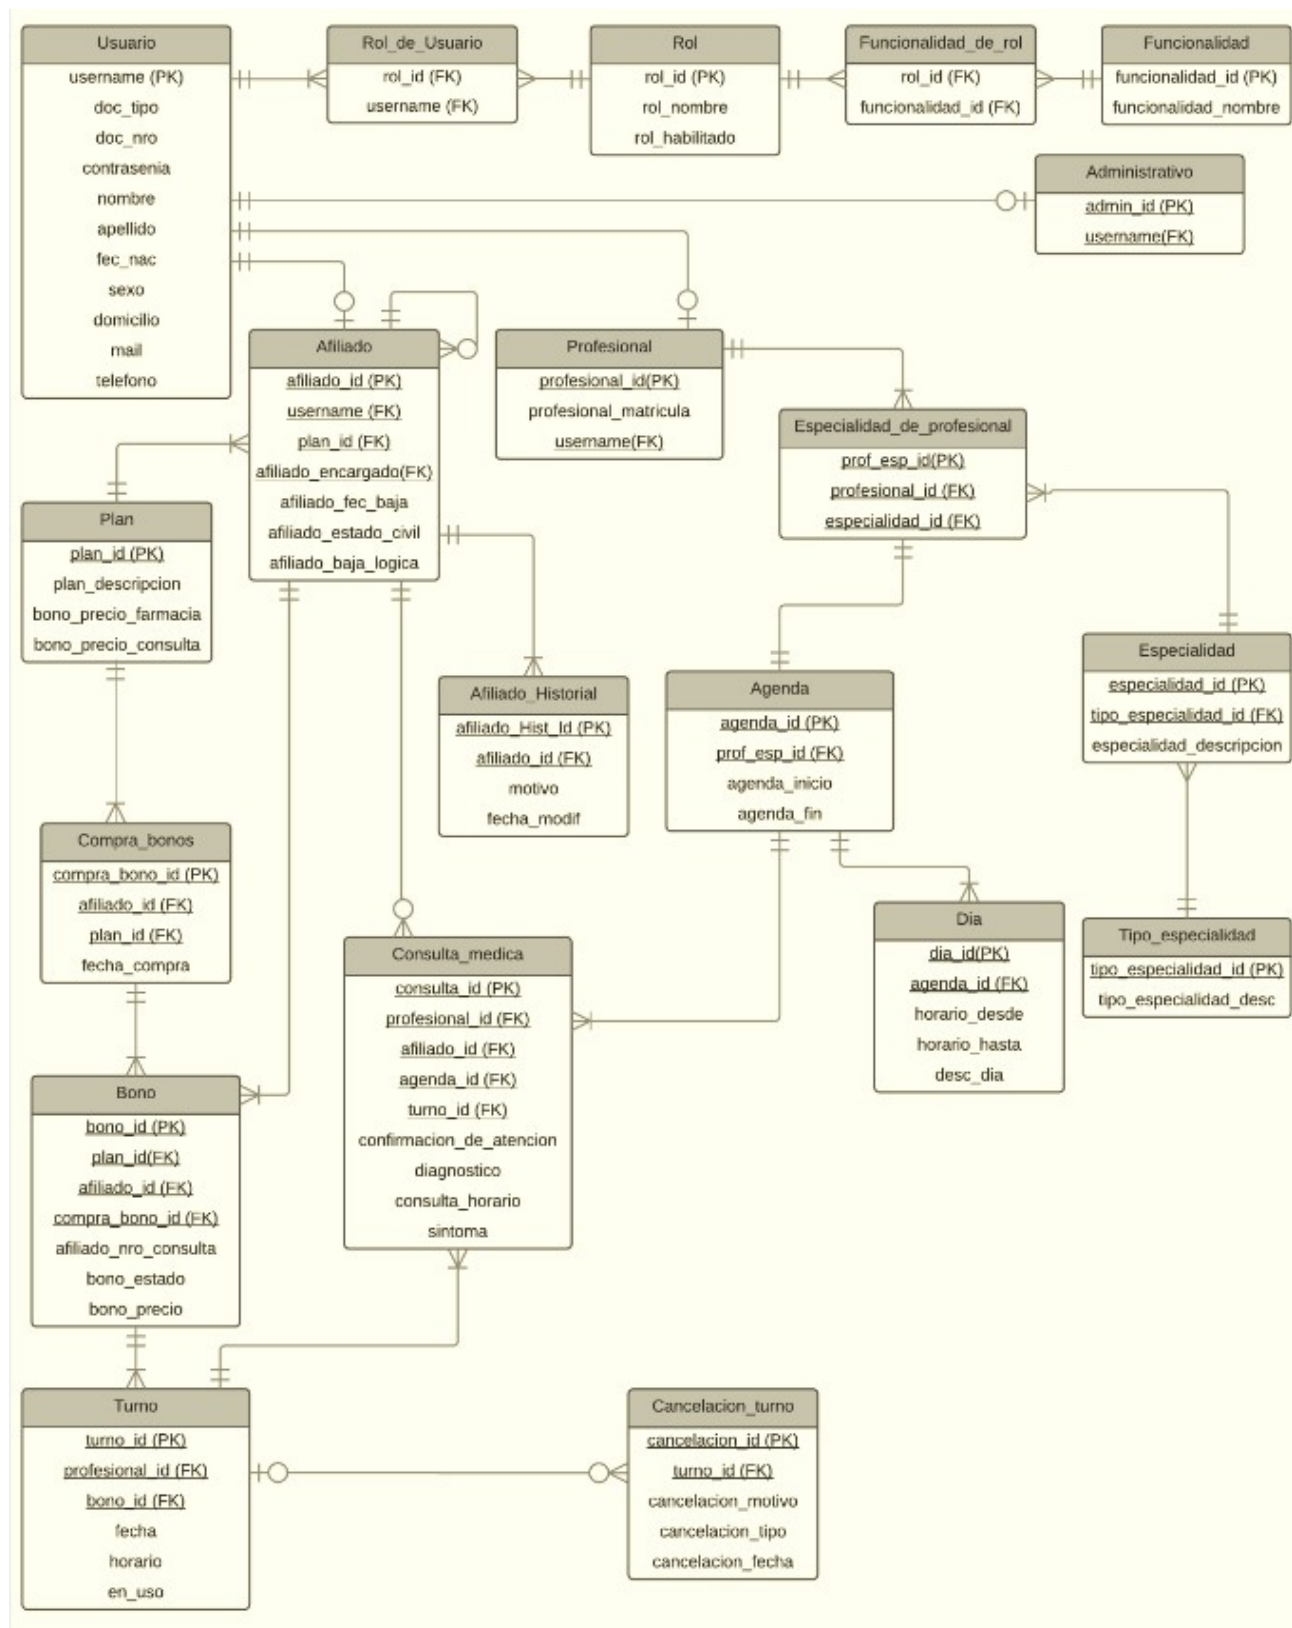 Usuario
username (PK)
doc_tipo
doc_nro
contrasenia
nombre
apellido
fec_nac
sexo
domicilio
mail
telefono
Rol_de_Usuario
rol_id (FK)
username (FK)
Rol
rol_id (PK)
rol_nombre
rol_habilitado
Funcionalidad_de_rol
rol_id (FK)
funcionalidad_id (FK)
Funcionalidad
funcionalidad_id (PK)
funcionalidad_nombre
Administrativo
admin_id (PK)
username(FK)
Afiliado
afiliado_id (PK)
username (FK)
plan_id (FK)
afiliado_encargado(FK)
afiliado_fec_baja
afiliado_estado_civil
afiliado_baja_logica
Profesional
profesional_id(PK)
profesional_matricula
username(FK)
Especialidad_de_profesional
prof_esp_id(PK)
profesional_id (FK)
especialidad_id (FK)
Plan
plan_id (PK)
plan_descripcion
bono_precio_farmacia
bono_precio_consulta
Afiliado_Historial
afiliado_Hist_Id (PK)
afiliado_id (FK)
motivo
fecha_modif
Agenda
agenda_id (PK)
prof_esp_id (FK)
agenda_inicio
agenda_fin
Especialidad
especialidad_id (PK)
tipo_especialidad_id (FK)
especialidad_descripcion
Compra_bonos
compra_bono_id (PK)
afiliado_id (FK)
plan_id (FK)
fecha_compra
Consulta_medica
consulta_id (PK)
profesional_id (FK)
afiliado_id (FK)
agenda_id (FK)
turno_id (FK)
confirmacion_de_atencion
diagnostico
consulta_horario
sintoma
Dia
dia_id(PK)
agenda_id (FK)
horario_desde
horario_hasta
desc_dia
Tipo_especialidad
tipo_especialidad_id (PK)
tipo_especialidad_desc
Bono
bono_id (PK)
plan_id(FK)
afiliado_id (FK)
compra_bono_id (FK)
afiliado_nro_consulta
bono_estado
bono_precio
Turno
turno_id (PK)
profesional_id (FK)
bono_id (FK)
fecha
horario
en_uso
Cancelacion_turno
cancelacion_id (PK)
turno_id (FK)
cancelacion_motivo
cancelacion_tipo
cancelacion_fecha